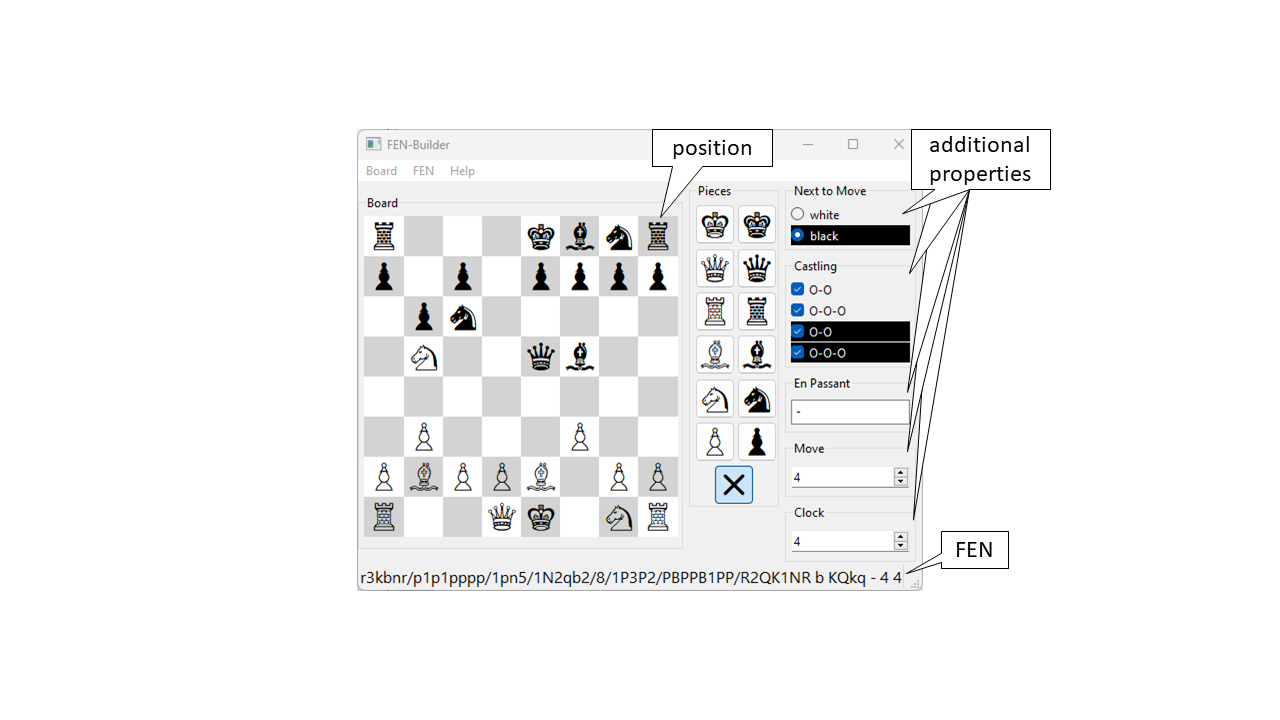 FEN-Builder
position
additional
properties
Board
FEN
Help
Board
Pieces
Next to Move
white
black
Castling
O-O
O-O-O
O-O
O-O-O
En Passant
-
Move
4
Clock
4
FEN
r3kbnr/p1p1pppp/1pn5/1N2qb2/8/1P3P2/PBPPB1PP/R2QK1NR b KQkq - 4 4